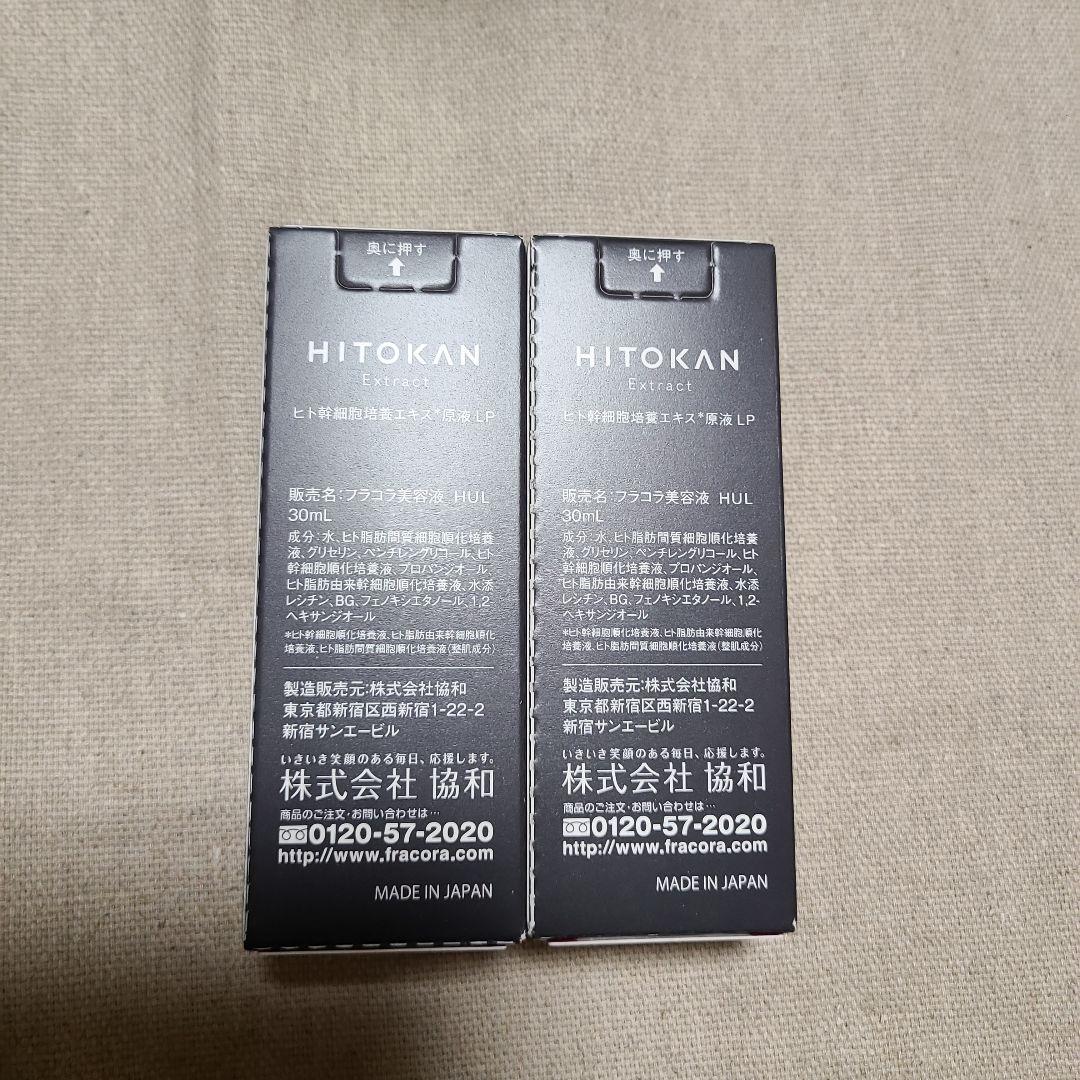 奥に押す
HITOKAN
Extract
ヒト幹細胞培養エキス*原液 LP
販売名：フラコラ美容液 HUL
30mL
成分：水、ヒト脂肪間質細胞順化培養
液、グリセリン、ペンチレングリコール、ヒト
幹細胞順化培養液、プロパンジオール、
ヒト脂肪由来幹細胞順化培養液、水添
レシチン、BG、フェノキシエタノール、1,2-
ヘキサンジオール
*ヒト幹細胞順化培養液、ヒト脂肪由来幹細胞順化
培養液、ヒト脂肪間質細胞順化培養液（整肌成分）
製造販売元：株式会社協和
東京都新宿区西新宿1-22-2
新宿サンエービル
いきいき笑顔のある毎日、応援します。
株式会社 協和
商品のご注文・お問い合わせは…
0120-57-2020
http://www.fracora.com
MADE IN JAPAN
奥に押す
HITOKAN
Extract
ヒト幹細胞培養エキス*原液 LP
販売名：フラコラ美容液 HUL
30mL
成分：水、ヒト脂肪間質細胞順化培養
液、グリセリン、ペンチレングリコール、ヒト
幹細胞順化培養液、プロパンジオール、
ヒト脂肪由来幹細胞順化培養液、水添
レシチン、BG、フェノキシエタノール、1,2-
ヘキサンジオール
*ヒト幹細胞順化培養液、ヒト脂肪由来幹細胞順化
培養液、ヒト脂肪間質細胞順化培養液（整肌成分）
製造販売元：株式会社協和
東京都新宿区西新宿1-22-2
新宿サンエービル
いきいき笑顔のある毎日、応援します。
株式会社 協和
商品のご注文・お問い合わせは…
0120-57-2020
http://www.fracora.com
MADE IN JAPAN